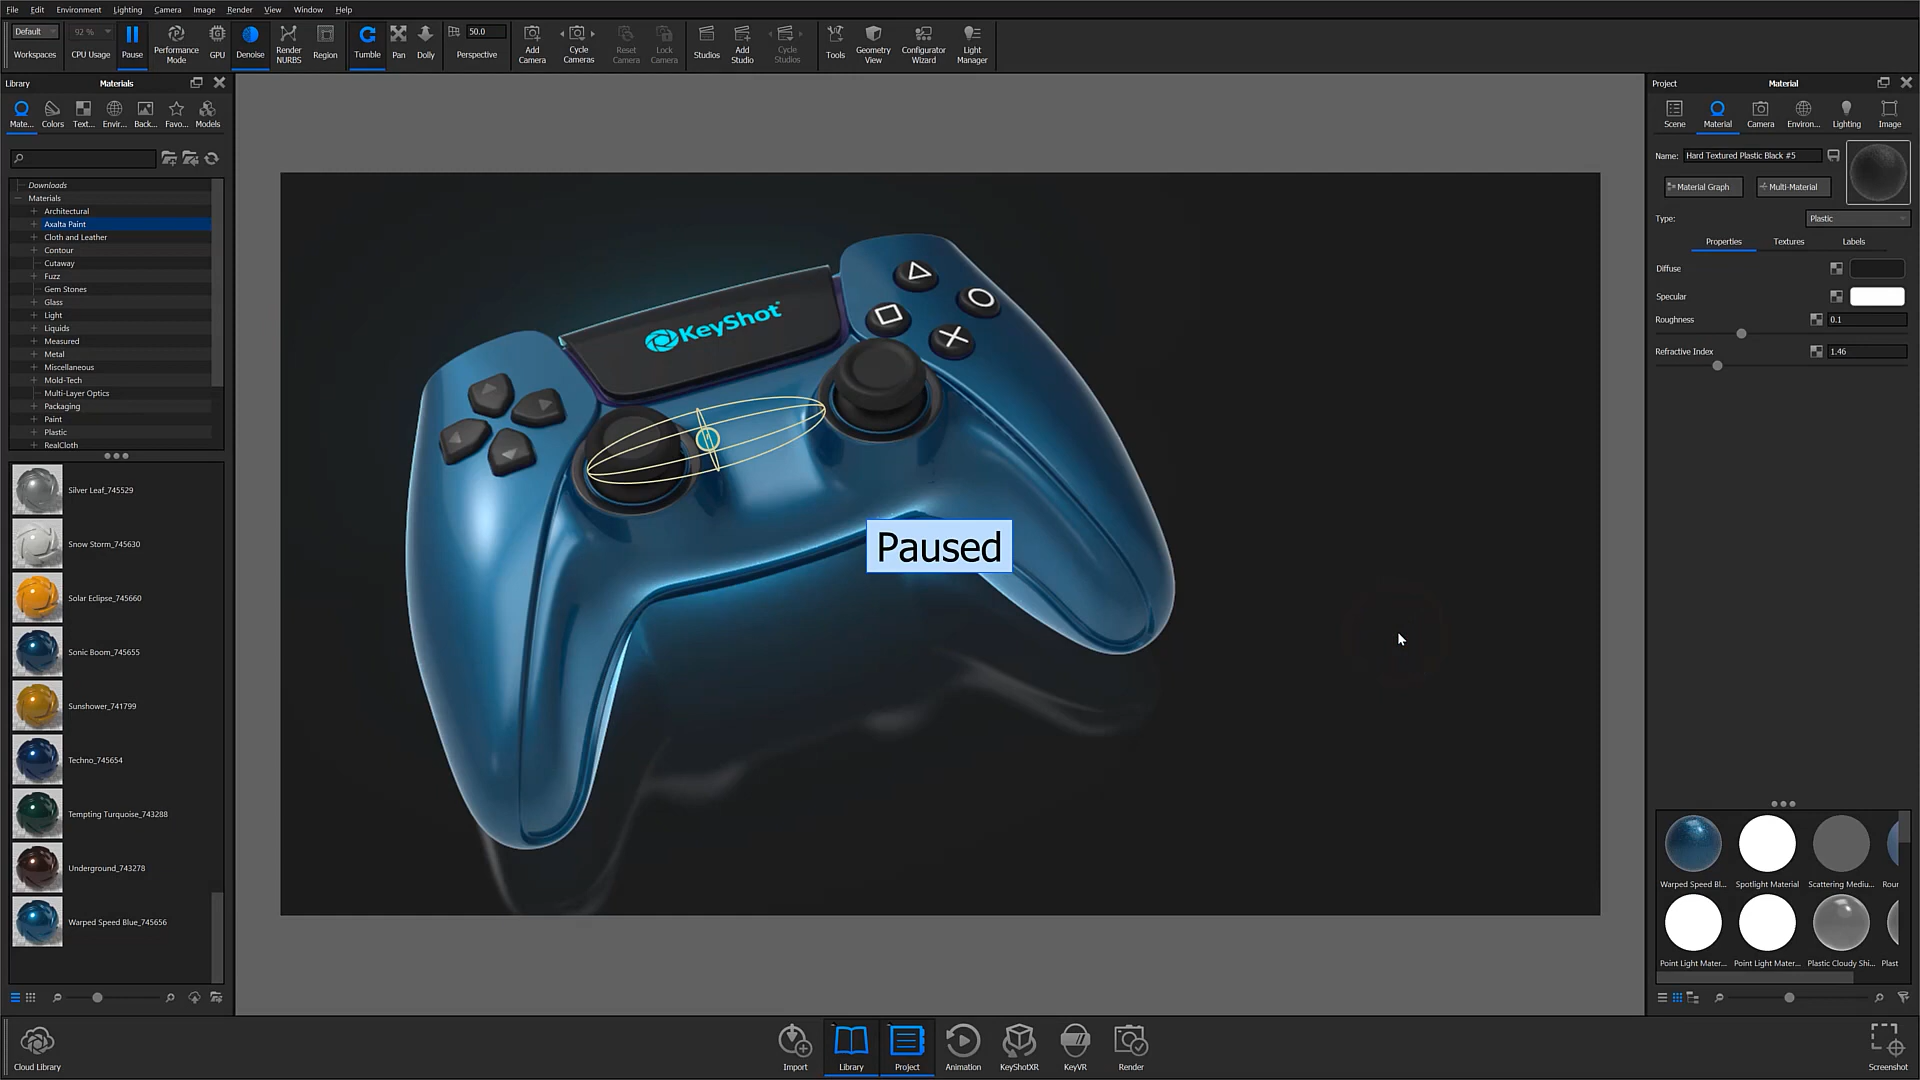 File Edit Environment Lighting Camera Image Render View Window Help
Default 92 % 50.0
Workspaces CPU Usage Pause Performance Mode GPU Denoise Render NURBS Region Tumble Pan Dolly Perspective Add Camera Cycle Cameras Reset Camera Lock Camera Studios Add Studio Cycle Studios Tools Geometry View Configurator Wizard Light Manager
Library Materials
Mate... Colors Text... Envir... Back... Favo... Models
Downloads
Materials
Architectural
Axalta Paint
Cloth and Leather
Contour
Cutaway
Fuzz
Gem Stones
Glass
Light
Liquids
Measured
Metal
Miscellaneous
Mold-Tech
Multi-Layer Optics
Packaging
Paint
Plastic
RealCloth
Silver Leaf_745529
Snow Storm_745630
Solar Eclipse_745660
Sonic Boom_745655
Sunshower_741799
Techno_745654
Tempting Turquoise_743288
Underground_743278
Warped Speed Blue_745656
KeyShot
Paused
Project Material
Scene Material Camera Environ... Lighting Image
Name: Hard Textured Plastic Black #5
Material Graph Multi-Material
Type: Plastic
Properties Textures Labels
Diffuse
Specular
Roughness 0.1
Refractive Index 1.46
Warped Speed Bl... Spotlight Material Scattering Mediu... Rour
Point Light Mater... Point Light Mater... Plastic Cloudy Shi... Plast
Cloud Library Import Library Project Animation KeyShotXR KeyVR Render Screenshot